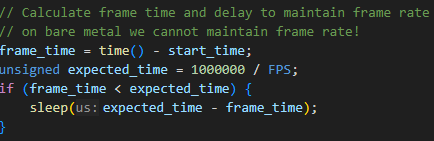 // Calculate frame time and delay to maintain frame rate
// on bare metal we cannot maintain frame rate!
frame_time = time() - start_time;
unsigned expected_time = 1000000 / FPS;
if (frame_time < expected_time) {
    sleep(us: expected_time - frame_time);
}